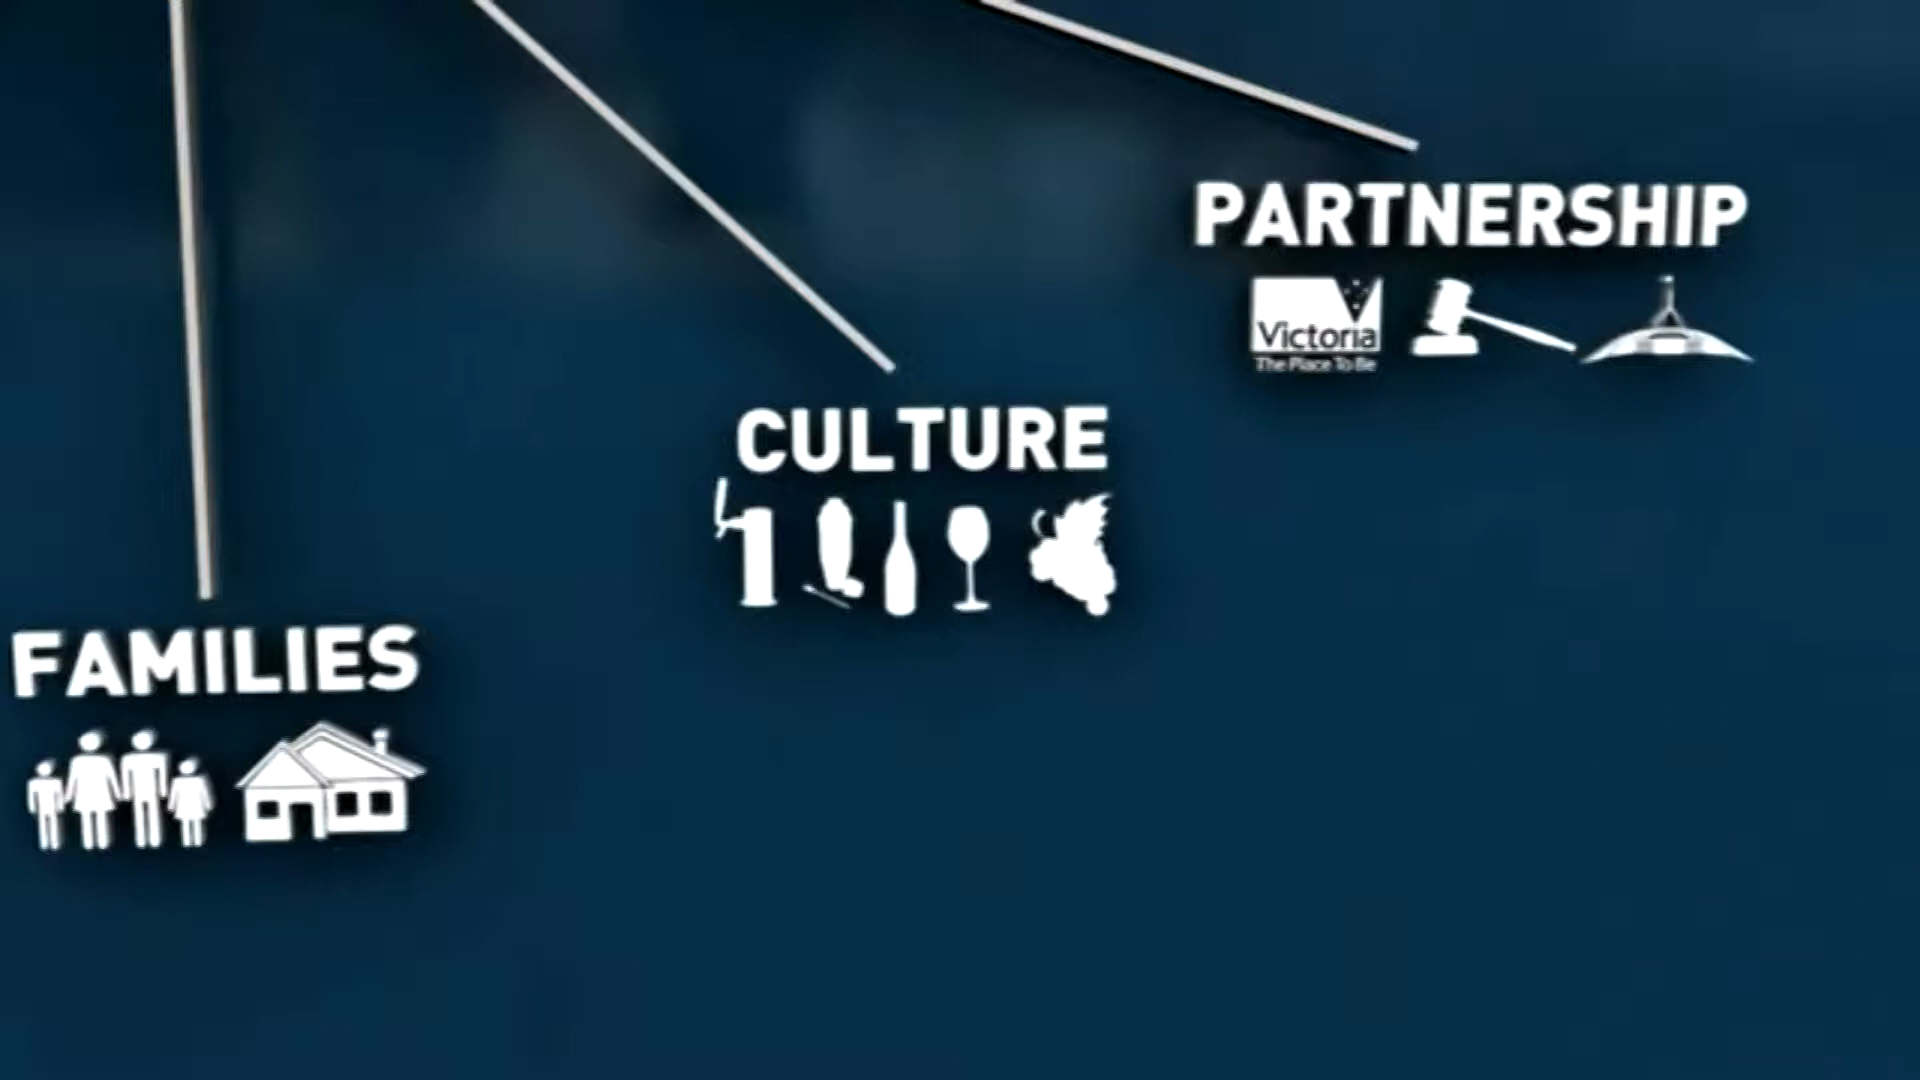 PARTNERSHIP
Victoria
The Place To Be
CULTURE
FAMILIES